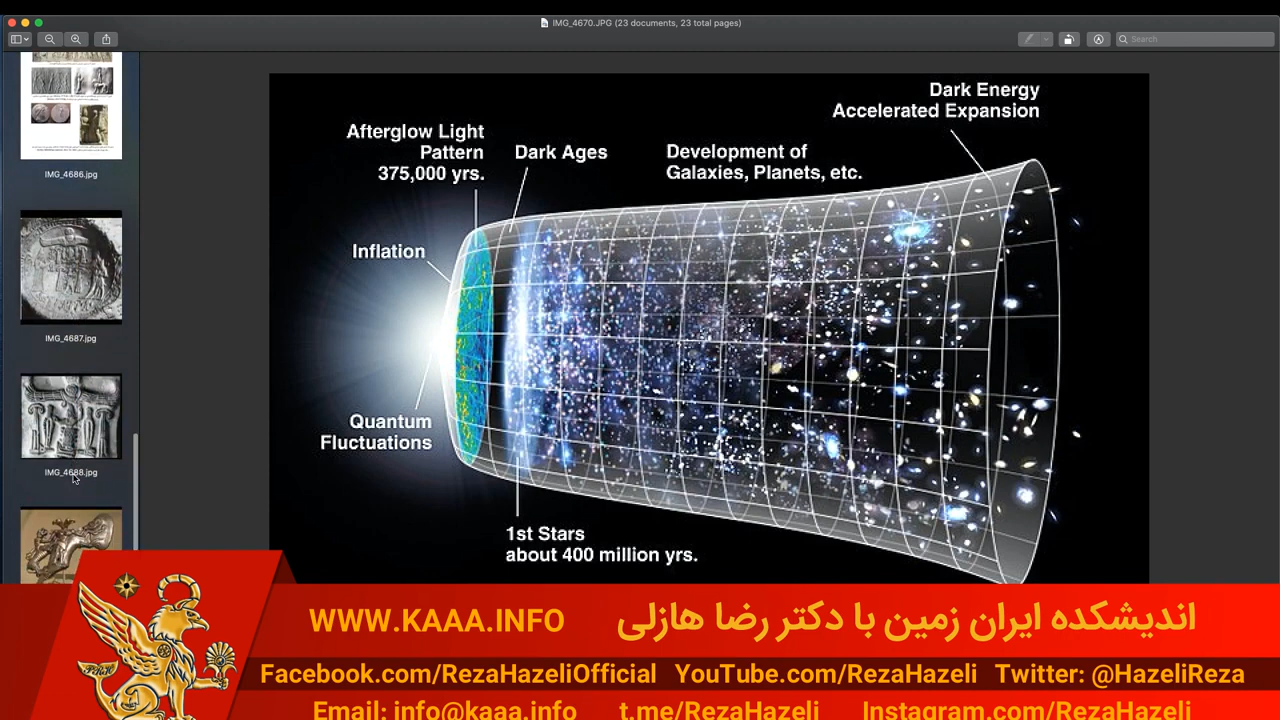 IMG_4670.JPG (23 documents, 23 total pages)
Search
IMG_4686.jpg
IMG_4687.jpg
IMG_4688.jpg
Dark Energy
Accelerated Expansion
Afterglow Light
Pattern
375,000 yrs.
Dark Ages
Development of
Galaxies, Planets, etc.
Inflation
Quantum
Fluctuations
1st Stars
about 400 million yrs.
WWW.KAAA.INFO
اندیشکده ایران زمین با دکتر رضا هازلی
Facebook.com/RezaHazeliOfficial YouTube.com/RezaHazeli Twitter: @HazeliReza
Email: info@kaaa.info t.me/RezaHazeli Instagram.com/RezaHazeli